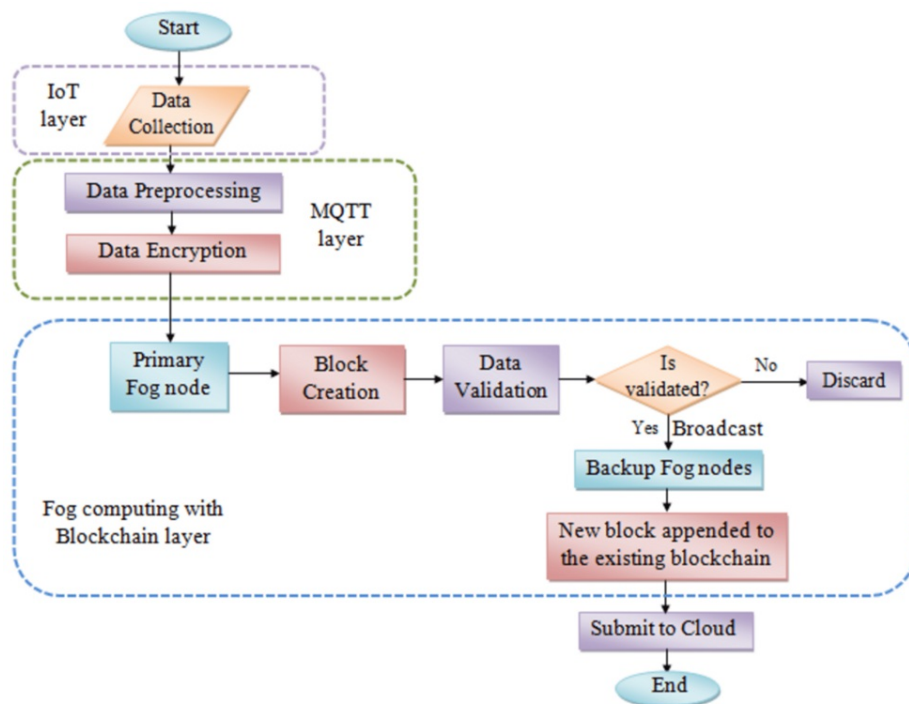 Start
IoT
layer
Data
Collection
Data Preprocessing
MQTT
layer
Data Encryption
Primary
Fog node
Block
Creation
Data
Validation
Is
validated?
No
Discard
Yes
Broadcast
Backup Fog nodes
Fog computing with
Blockchain layer
New block appended to
the existing blockchain
Submit to Cloud
End